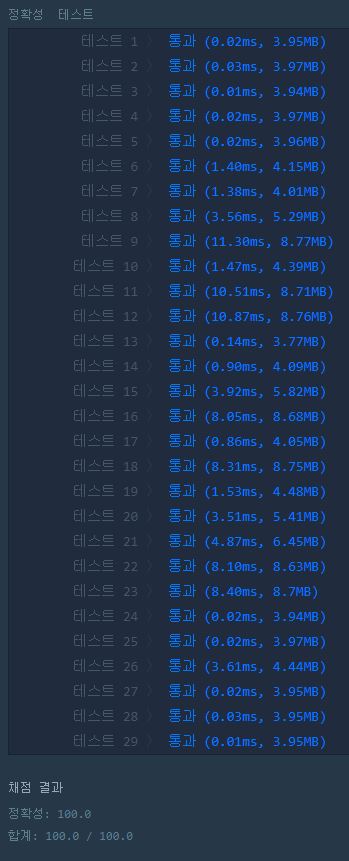 정확성 테스트
테스트 1 〉 통과 (0.02ms, 3.95MB)
테스트 2 〉 통과 (0.03ms, 3.97MB)
테스트 3 〉 통과 (0.01ms, 3.94MB)
테스트 4 〉 통과 (0.02ms, 3.97MB)
테스트 5 〉 통과 (0.02ms, 3.96MB)
테스트 6 〉 통과 (1.40ms, 4.15MB)
테스트 7 〉 통과 (1.38ms, 4.01MB)
테스트 8 〉 통과 (3.56ms, 5.29MB)
테스트 9 〉 통과 (11.30ms, 8.77MB)
테스트 10 〉 통과 (1.47ms, 4.39MB)
테스트 11 〉 통과 (10.51ms, 8.71MB)
테스트 12 〉 통과 (10.87ms, 8.76MB)
테스트 13 〉 통과 (0.14ms, 3.77MB)
테스트 14 〉 통과 (0.90ms, 4.09MB)
테스트 15 〉 통과 (3.92ms, 5.82MB)
테스트 16 〉 통과 (8.05ms, 8.68MB)
테스트 17 〉 통과 (0.86ms, 4.05MB)
테스트 18 〉 통과 (8.31ms, 8.75MB)
테스트 19 〉 통과 (1.53ms, 4.48MB)
테스트 20 〉 통과 (3.51ms, 5.41MB)
테스트 21 〉 통과 (4.87ms, 6.45MB)
테스트 22 〉 통과 (8.10ms, 8.63MB)
테스트 23 〉 통과 (8.40ms, 8.7MB)
테스트 24 〉 통과 (0.02ms, 3.94MB)
테스트 25 〉 통과 (0.02ms, 3.97MB)
테스트 26 〉 통과 (3.61ms, 4.44MB)
테스트 27 〉 통과 (0.02ms, 3.95MB)
테스트 28 〉 통과 (0.03ms, 3.95MB)
테스트 29 〉 통과 (0.01ms, 3.95MB)
채점 결과
정확성: 100.0
합계: 100.0 / 100.0